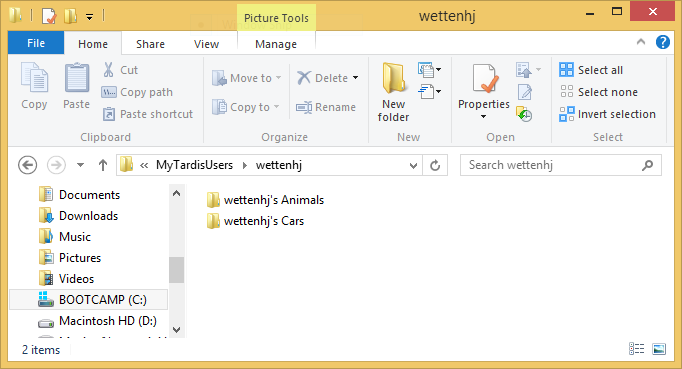 Picture Tools
wettenhj
File
Home
Share
View
Manage
Copy
Paste
Cut
Copy path
Paste shortcut
Clipboard
Move to
Copy to
Delete
Rename
Organize
New folder
New
Properties
Open
Select all
Select none
Invert selection
Select
MyTardisUsers
wettenhj
Search wettenhj
Documents
Downloads
Music
Pictures
Videos
BOOTCAMP (C:)
Macintosh HD (D:)
wettenhj's Animals
wettenhj's Cars
2 items